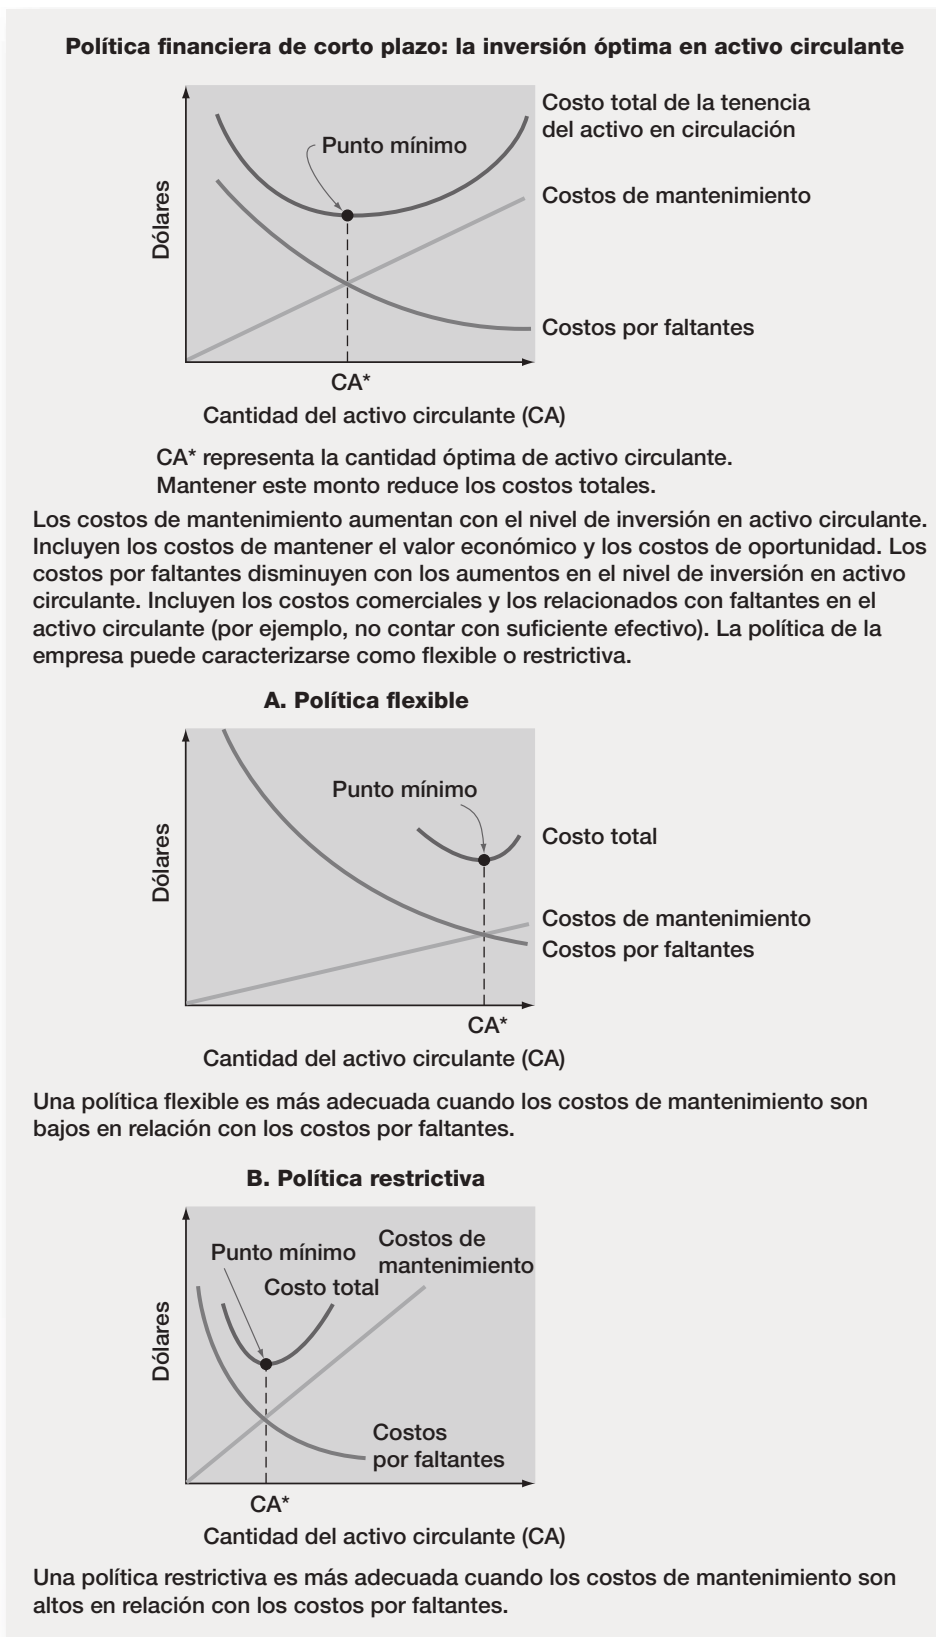 Política financiera de corto plazo: la inversión óptima en activo circulante
Costo total de la tenencia
del activo en circulación
Punto mínimo
Costos de mantenimiento
Dólares
Costos por faltantes
CA*
Cantidad del activo circulante (CA)
CA* representa la cantidad óptima de activo circulante.
Mantener este monto reduce los costos totales.
Los costos de mantenimiento aumentan con el nivel de inversión en activo circulante.
Incluyen los costos de mantener el valor económico y los costos de oportunidad. Los
costos por faltantes disminuyen con los aumentos en el nivel de inversión en activo
circulante. Incluyen los costos comerciales y los relacionados con faltantes en el
activo circulante (por ejemplo, no contar con suficiente efectivo). La política de la
empresa puede caracterizarse como flexible o restrictiva.
A. Política flexible
Punto mínimo
Costo total
Dólares
Costos de mantenimiento
Costos por faltantes
CA*
Cantidad del activo circulante (CA)
Una política flexible es más adecuada cuando los costos de mantenimiento son
bajos en relación con los costos por faltantes.
B. Política restrictiva
Costos de
mantenimiento
Punto mínimo
Costo total
Dólares
Costos
por faltantes
CA*
Cantidad del activo circulante (CA)
Una política restrictiva es más adecuada cuando los costos de mantenimiento son
altos en relación con los costos por faltantes.